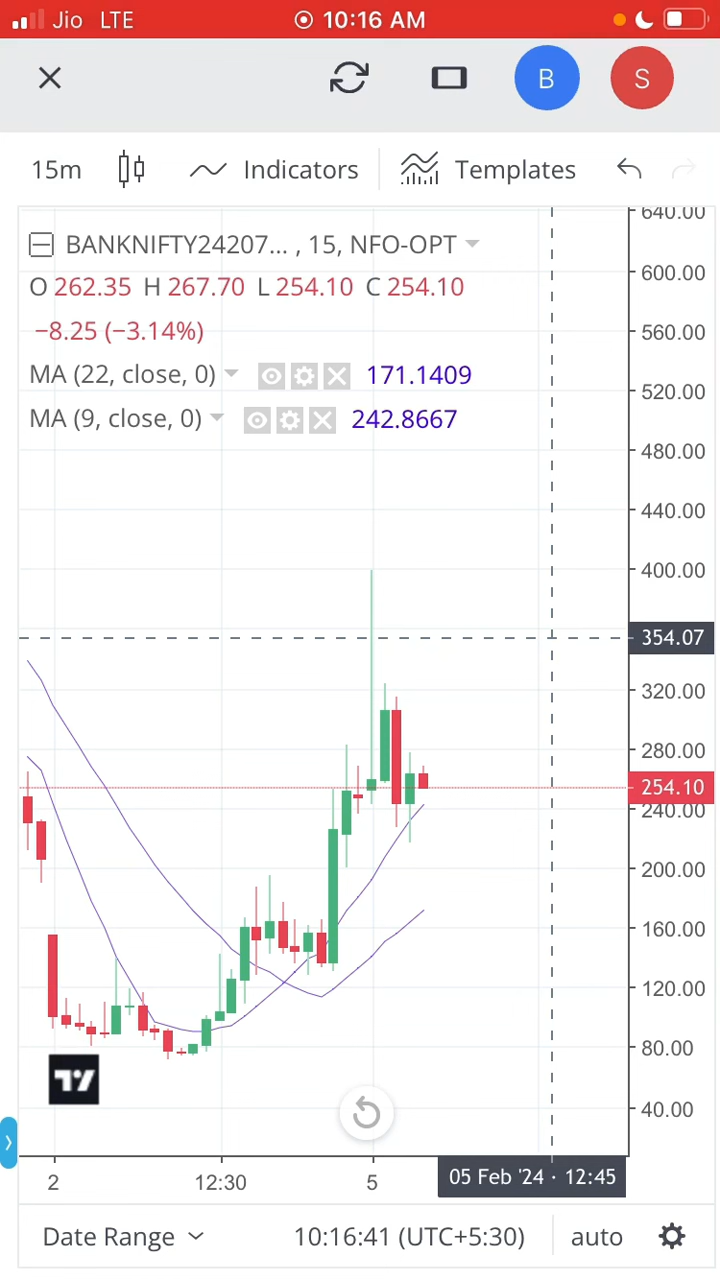 Jio LTE 10:16 AM
B S
15m Indicators Templates
BANKNIFTY24207... , 15, NFO-OPT
O 262.35 H 267.70 L 254.10 C 254.10
−8.25 (−3.14%)
MA (22, close, 0) 171.1409
MA (9, close, 0) 242.8667
640.00
600.00
560.00
520.00
480.00
440.00
400.00
354.07
320.00
280.00
254.10
240.00
200.00
160.00
120.00
80.00
40.00
2 12:30 5 05 Feb '24 · 12:45
Date Range 10:16:41 (UTC+5:30) auto